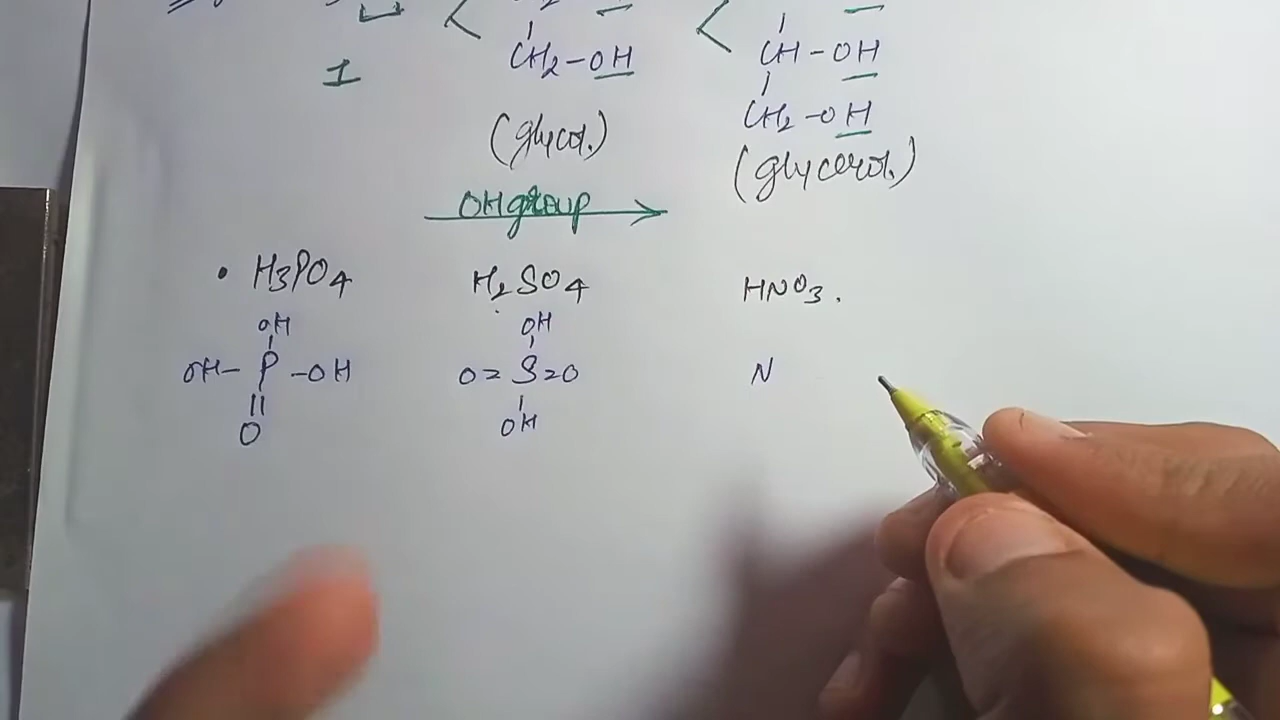 CH2-OH CH-OH
1 CH2-OH
(glycol.) (glycerol.)
OH group
• H3PO4 H2SO4 HNO3.
OH OH
OH-P-OH O=S=O N
|| OH
O